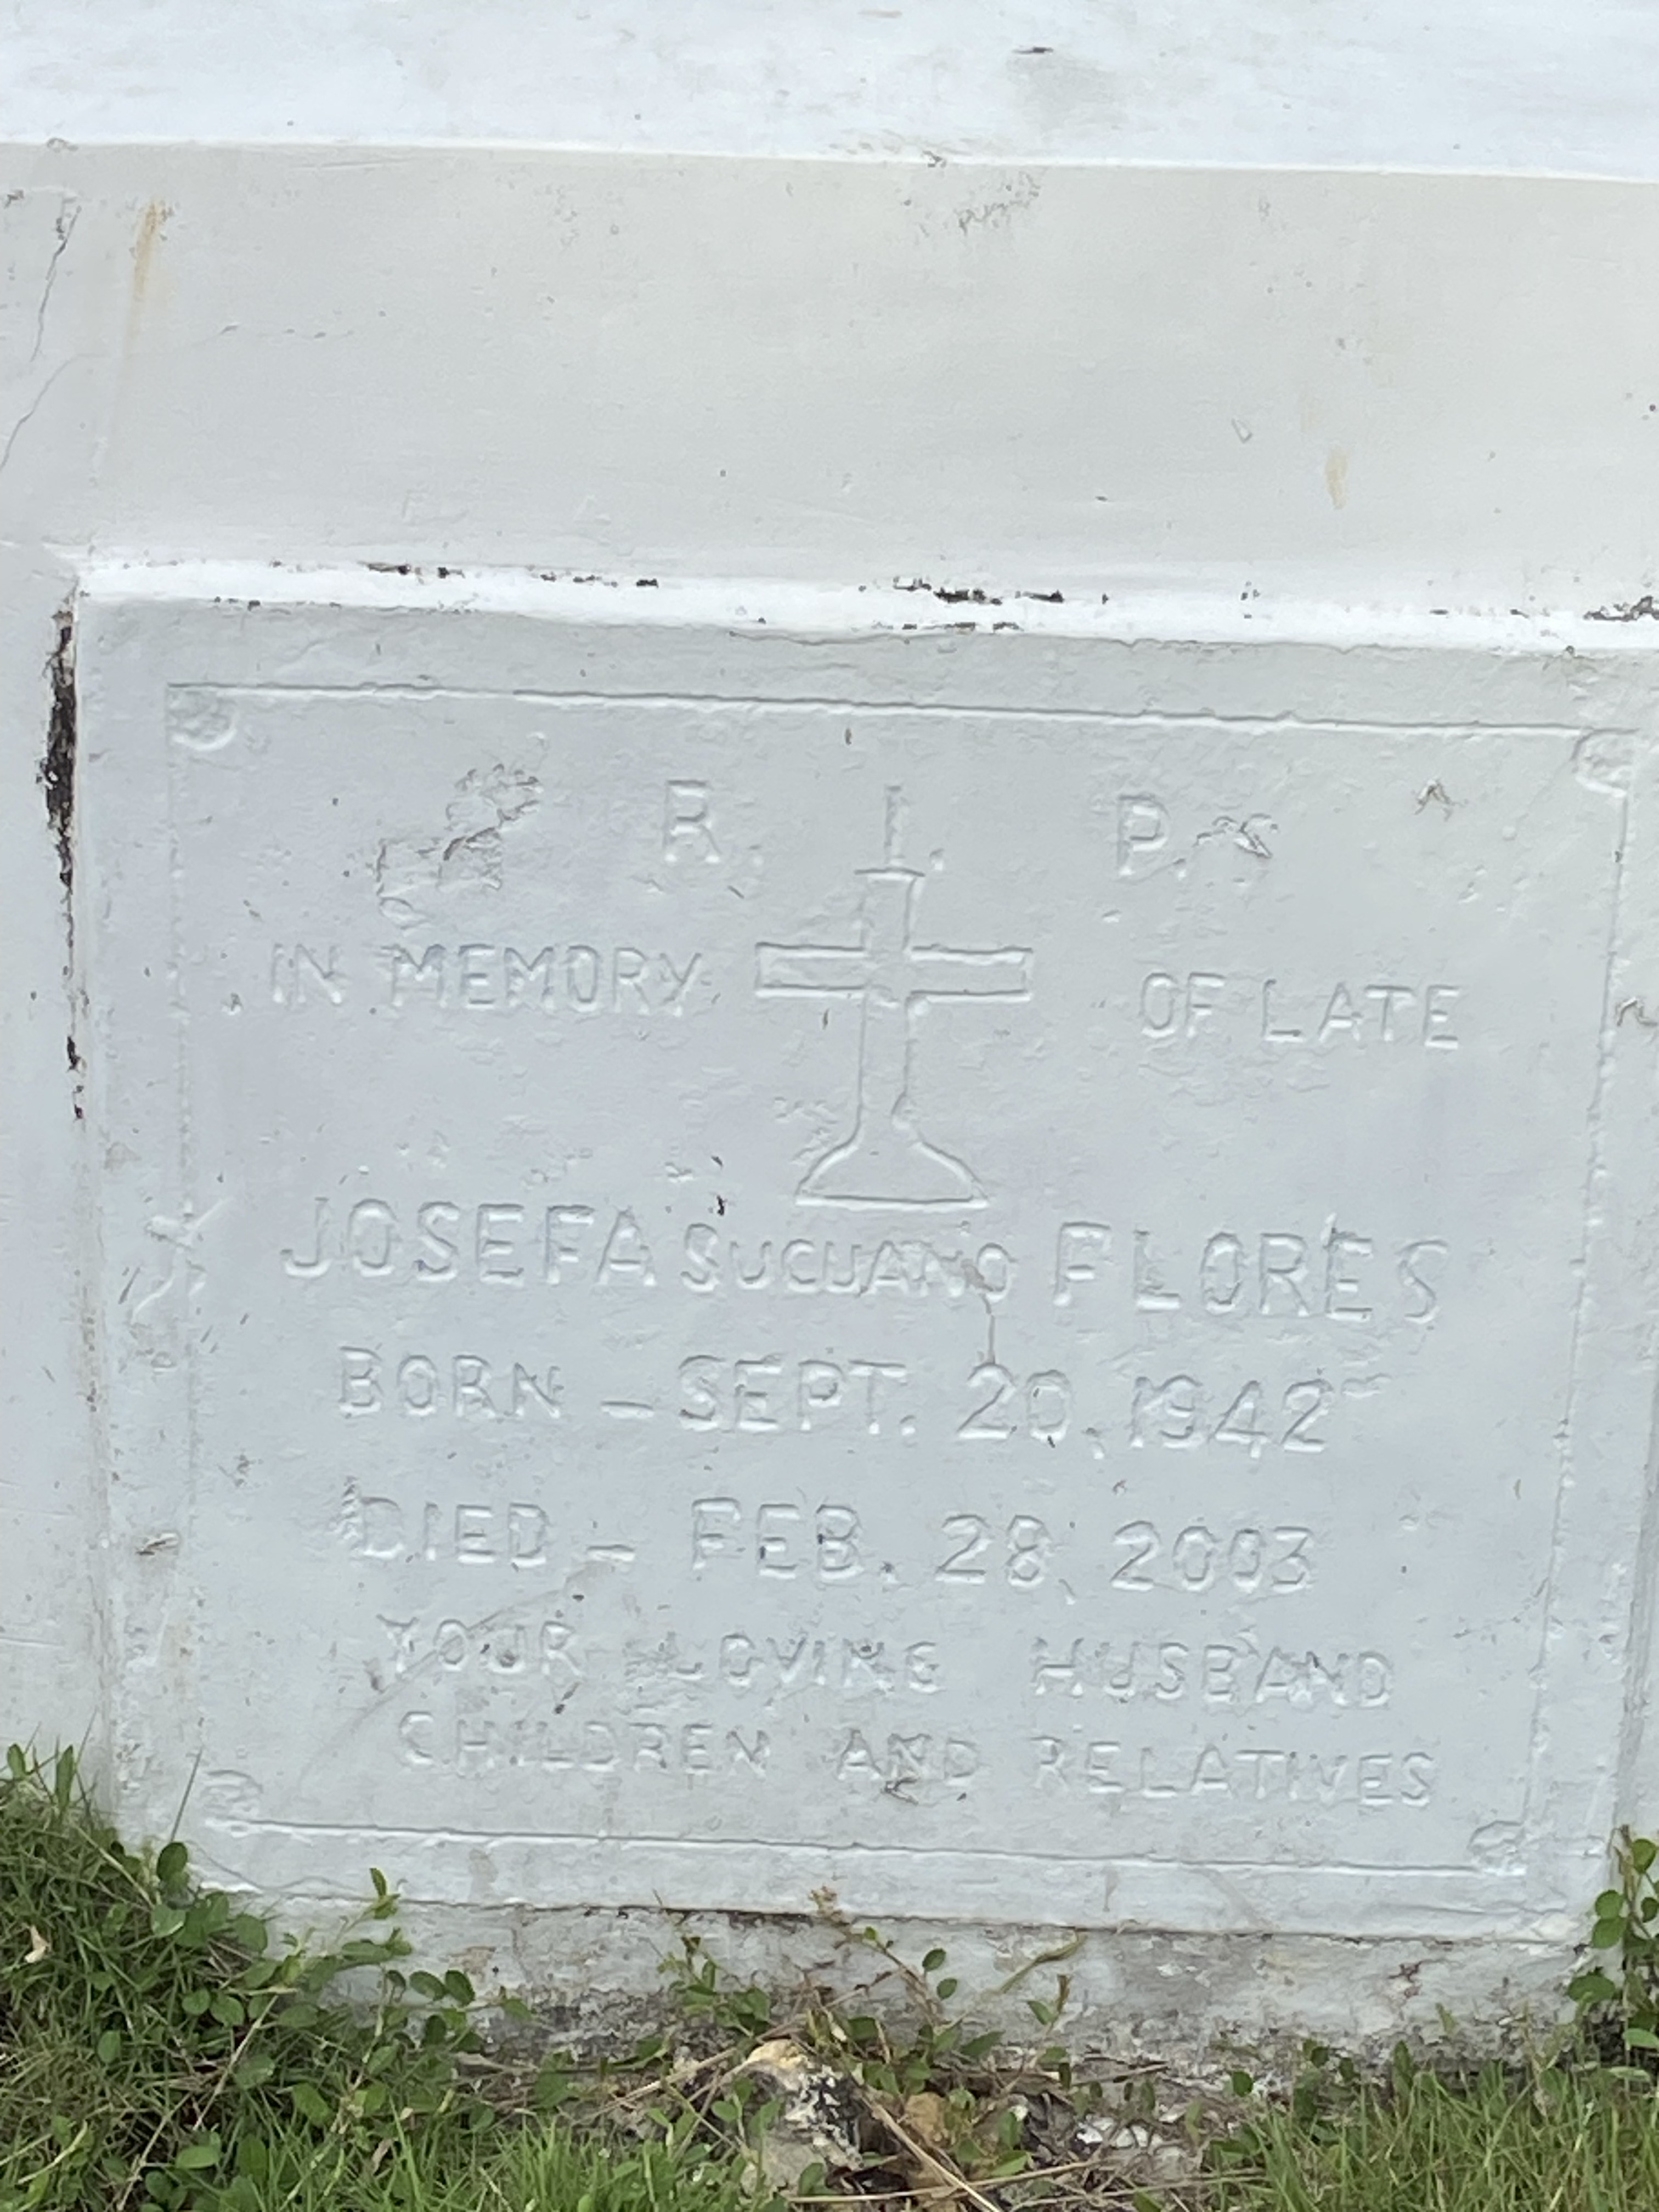 R. I. P.
IN MEMORY OF LATE
JOSEFA SUCUANO FLORES
BORN – SEPT. 20, 1942
DIED – FEB. 28, 2003
YOUR LOVING HUSBAND
CHILDREN AND RELATIVES